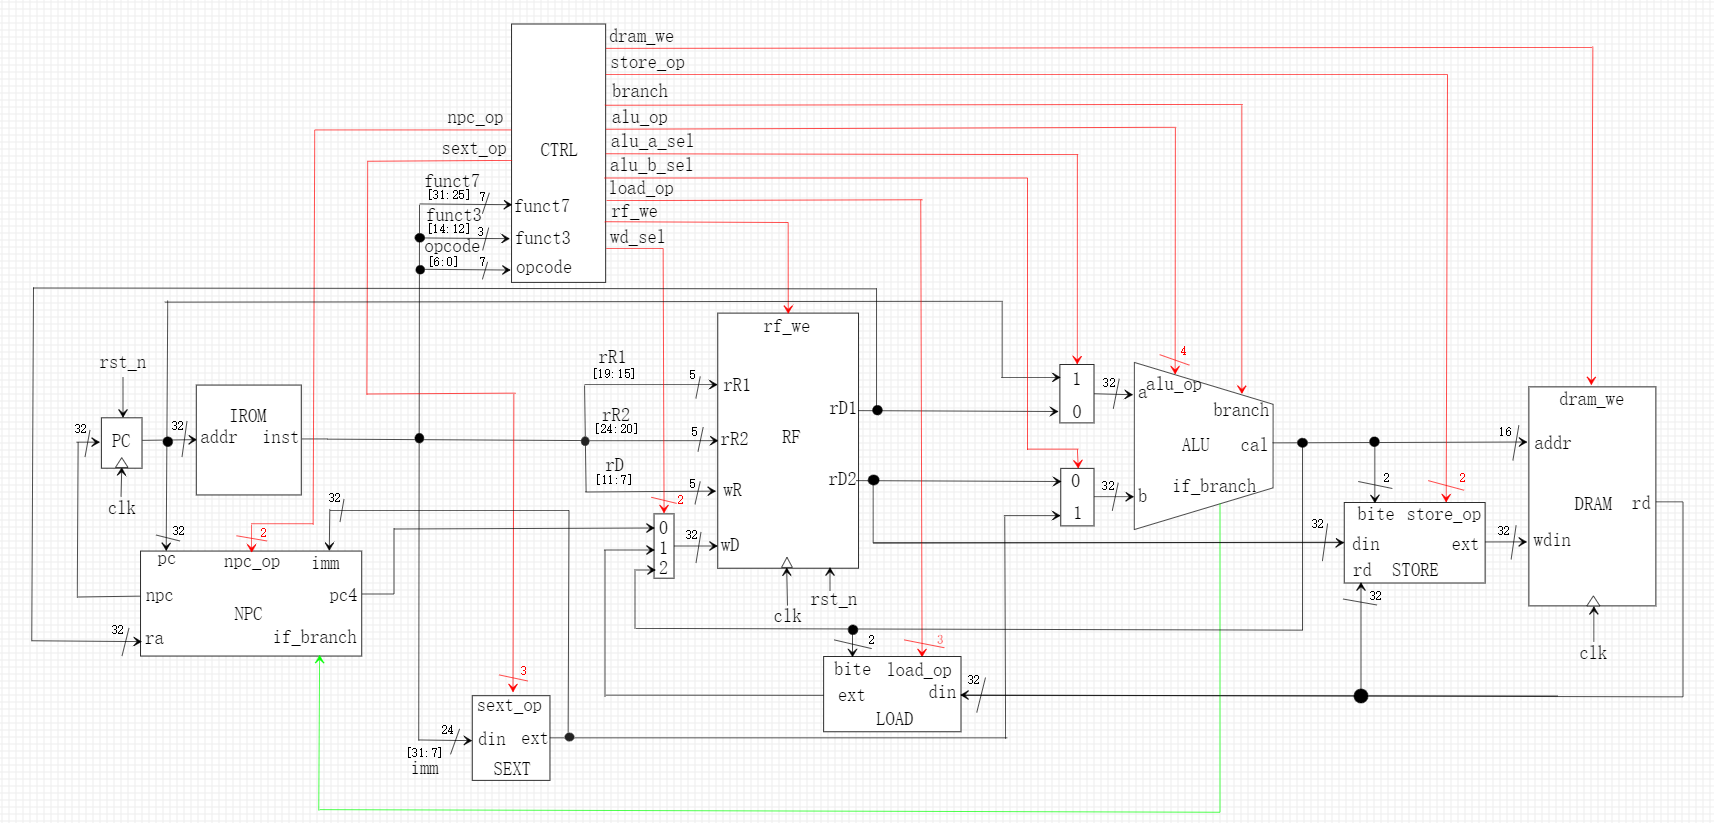 dram_we
store_op
branch
npc_op
alu_op
CTRL
alu_a_sel
sext_op
alu_b_sel
funct7
[31:25]
7
load_op
funct7
rf_we
funct3
[14:12]
3
funct3
wd_sel
opcode
[6:0]
7
opcode
rf_we
rst_n
rR1
[19:15]
5
rR1
1
0
32
a
alu_op
4
branch
dram_we
32
PC
clk
32
IROM
addr
inst
rR2
[24:20]
5
rR2
RF
rD1
rD2
ALU
cal
16
addr
rD
[11:7]
5
wR
0
1
32
b
if_branch
2
2
bite
store_op
DRAM
rd
32
32
2
pc
npc_op
imm
2
0
1
2
32
wD
32
din
ext
rd
STORE
32
wdin
npc
NPC
pc4
clk
rst_n
32
32
ra
if_branch
2
3
clk
bite
load_op
ext
din
32
LOAD
3
sext_op
24
din
ext
[31:7]
imm
SEXT